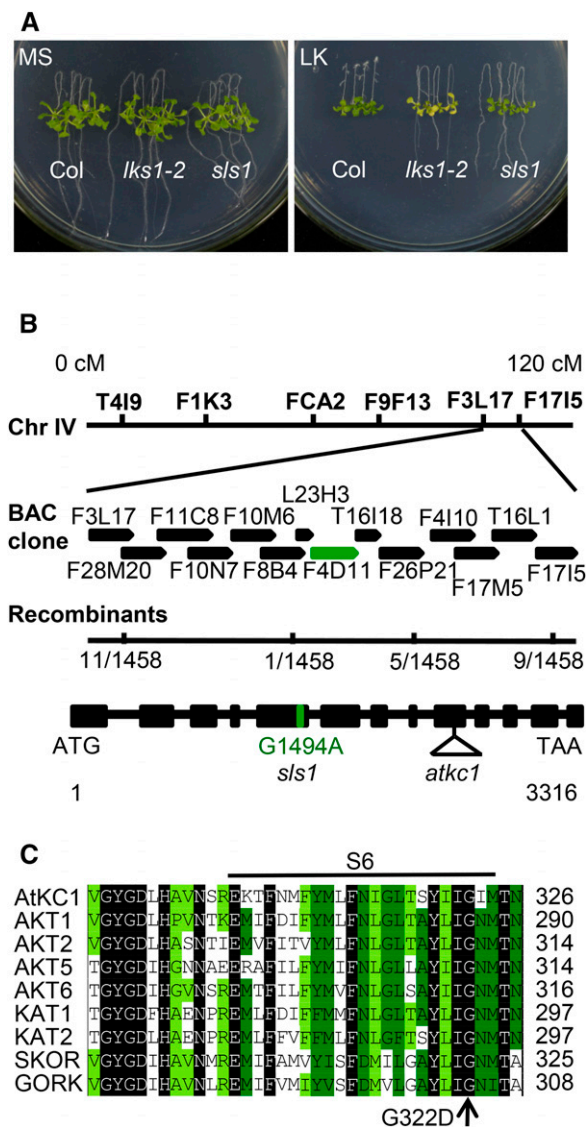 A
MS
LK
Col lks1-2 sls1
Col lks1-2 sls1
B
0 cM 120 cM
T4I9 F1K3 FCA2 F9F13 F3L17 F17I5
Chr IV
L23H3
BAC clone
F3L17 F11C8 F10M6 T16I18 F4I10 T16L1
F28M20 F10N7 F8B4 F4D11 F26P21 F17M5 F17I5
Recombinants
11/1458 1/1458 5/1458 9/1458
ATG G1494A TAA
sls1 atkc1
1 3316
C
S6
AtKC1 VGYGDLHAVNSREKTFNMFYMLFNIGLTSYIIGIMTN 326
AKT1 VGYGDLHPVNTKEMIFDIFYMLFNLGLTAYLIGNMTN 290
AKT2 VGYGDLHASNTIEMVFITVYMLFNLGLTAYLIGNMTN 314
AKT5 TGYGDIHGNNAEERAFILFYMIFNLGLLAYIIGNMTN 314
AKT6 TGYGDIHGVNSREMTFILFYMVFNLGLSAYIIGNMTN 316
KAT1 TGYGDFHAENPREMLFDIFFMMFNLGLTAYLIGNMTN 297
KAT2 TGYGDLHAENPREMLFFVFFMLFNLGFTSYLIGNMTN 297
SKOR VGYGDIHAVNLREMIFAMVYISFDMILGAYLIGNMTA 325
GORK VGYGDIHAVNLREMIFVMIYVSFDMVLGAYLIGNITA 308
G322D